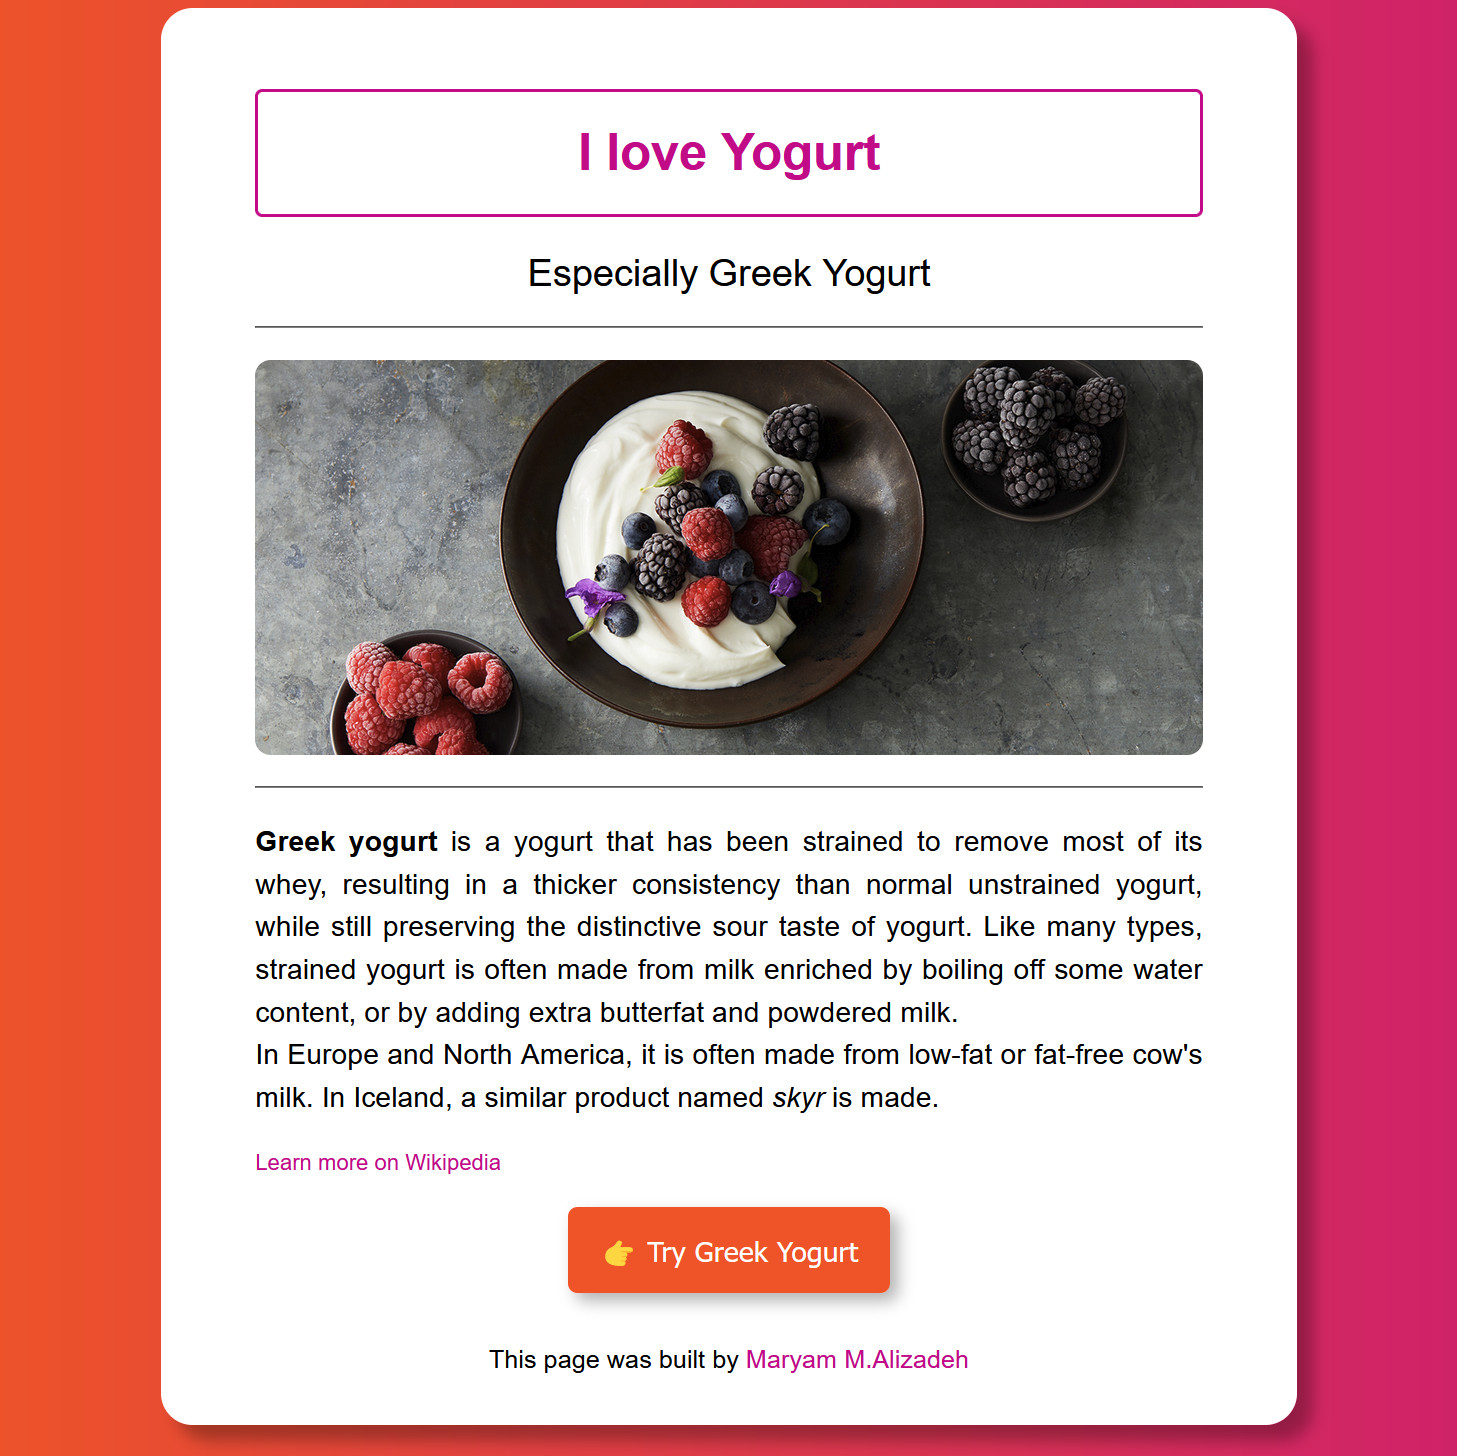 I love Yogurt
Especially Greek Yogurt
Greek yogurt is a yogurt that has been strained to remove most of its
whey, resulting in a thicker consistency than normal unstrained yogurt,
while still preserving the distinctive sour taste of yogurt. Like many types,
strained yogurt is often made from milk enriched by boiling off some water
content, or by adding extra butterfat and powdered milk.
In Europe and North America, it is often made from low-fat or fat-free cow's
milk. In Iceland, a similar product named skyr is made.
Learn more on Wikipedia
👉 Try Greek Yogurt
This page was built by Maryam M.Alizadeh